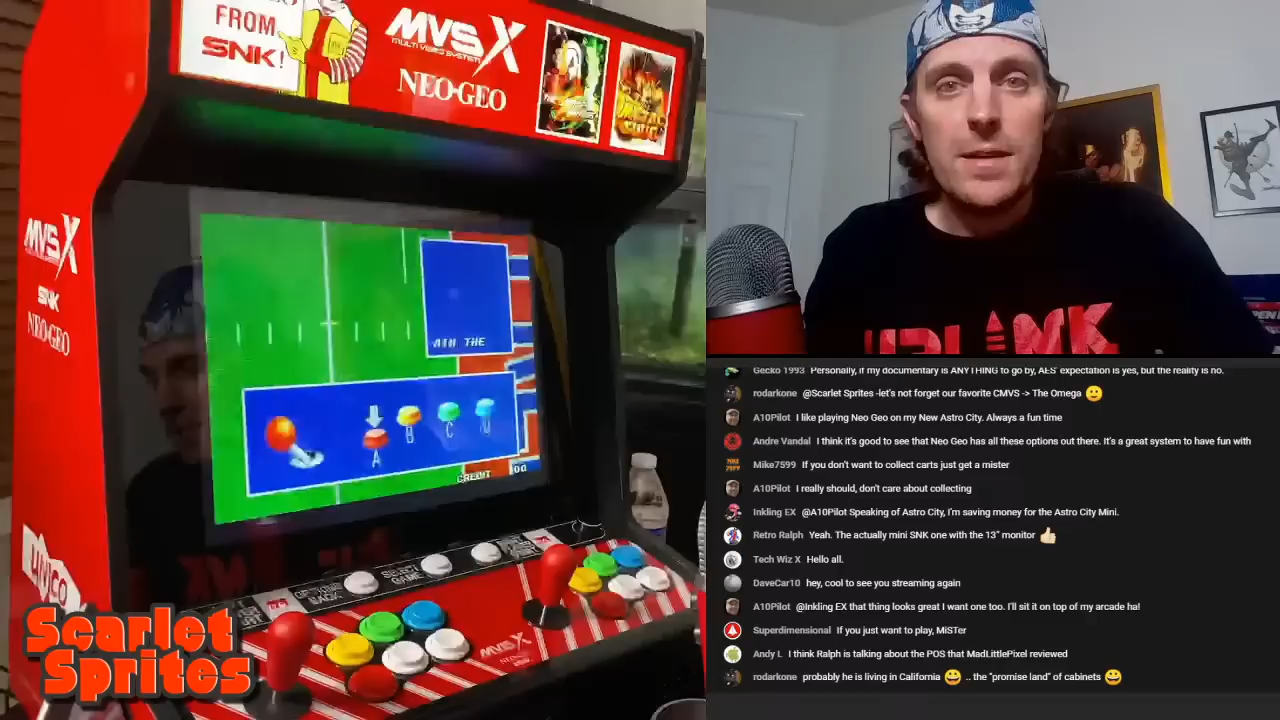 FROM
SNK!
MVSX
MULTI VIDEO SYSTEM
NEO·GEO
MVSX
SNK
NEO·GEO
WIN THE
A B C D
CREDIT 00
UNICO
SELECT GAME
MVSX
Scarlet
Sprites
Gecko 1993 Personally, if my documentary is ANYTHING to go by, AES' expectation is yes, but the reality is no.
rodarkone @Scarlet Sprites -let's not forget our favorite CMVS -> The Omega 🙂
A10Pilot I like playing Neo Geo on my New Astro City. Always a fun time
Andre Vandal I think it's good to see that Neo Geo has all these options out there. It's a great system to have fun with
Mike7599 If you don't want to collect carts just get a mister
A10Pilot I really should, don't care about collecting
Inkling EX @A10Pilot Speaking of Astro City, I'm saving money for the Astro City Mini.
Retro Ralph Yeah. The actually mini SNK one with the 13" monitor 👍
Tech Wiz X Hello all.
DaveCar10 hey, cool to see you streaming again
A10Pilot @Inkling EX that thing looks great I want one too. I'll sit it on top of my arcade ha!
Superdimensional If you just want to play, MiSTer
Andy L I think Ralph is talking about the POS that MadLittlePixel reviewed
rodarkone probably he is living in California 😀 .. the "promise land" of cabinets 😀